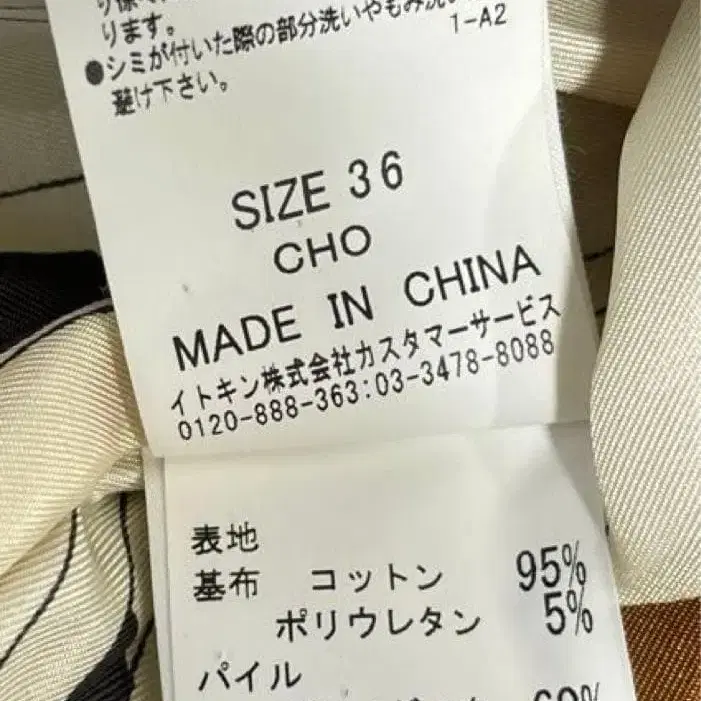 ります。
●シミが付いた際の部分洗いやもみ洗い
避け下さい。
1-A2
SIZE 36
CHO
MADE IN CHINA
イトキン株式会社カスタマーサービス
0120-888-363:03-3478-8088
表地
基布 コットン 95%
ポリウレタン 5%
パイル
60%